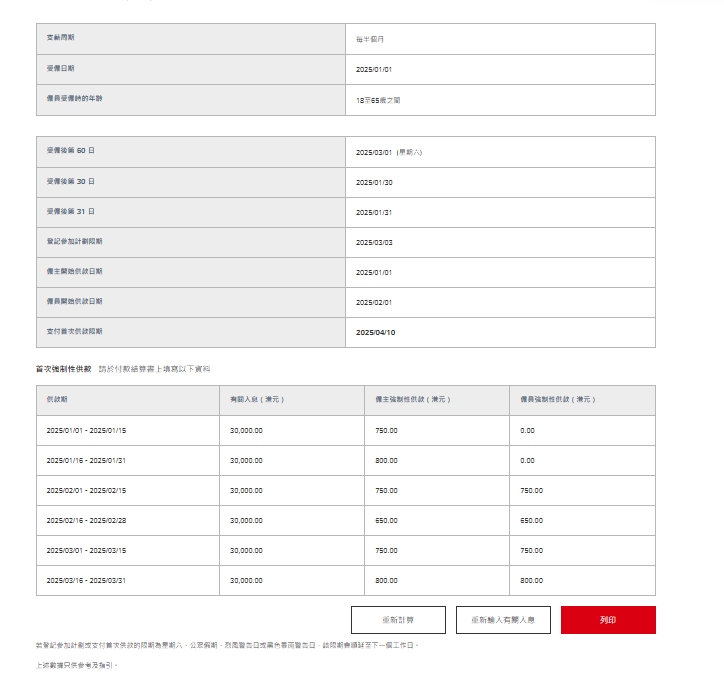 支薪周期 每半個月
受僱日期 2025/01/01
僱員受僱時的年齡 18至65歲之間
受僱後第 60 日 2025/03/01 (星期六)
受僱後第 30 日 2025/01/30
受僱後第 31 日 2025/01/31
登記參加計劃限期 2025/03/03
僱主開始供款日期 2025/01/01
僱員開始供款日期 2025/02/01
支付首次供款限期 2025/04/10
首次強制性供款 請於付款結算書上填寫以下資料
供款期 有關入息 ( 港元 ) 僱主強制性供款 ( 港元 ) 僱員強制性供款 ( 港元 )
2025/01/01 - 2025/01/15 30,000.00 750.00 0.00
2025/01/16 - 2025/01/31 30,000.00 800.00 0.00
2025/02/01 - 2025/02/15 30,000.00 750.00 750.00
2025/02/16 - 2025/02/28 30,000.00 650.00 650.00
2025/03/01 - 2025/03/15 30,000.00 750.00 750.00
2025/03/16 - 2025/03/31 30,000.00 800.00 800.00
重新計算 重新輸入有關入息 列印
若登記參加計劃或支付首次供款的限期為星期六、公眾假期、烈風警告日或黑色暴雨警告日，該限期會順延至下一個工作日。
上述數據只供參考及指引。